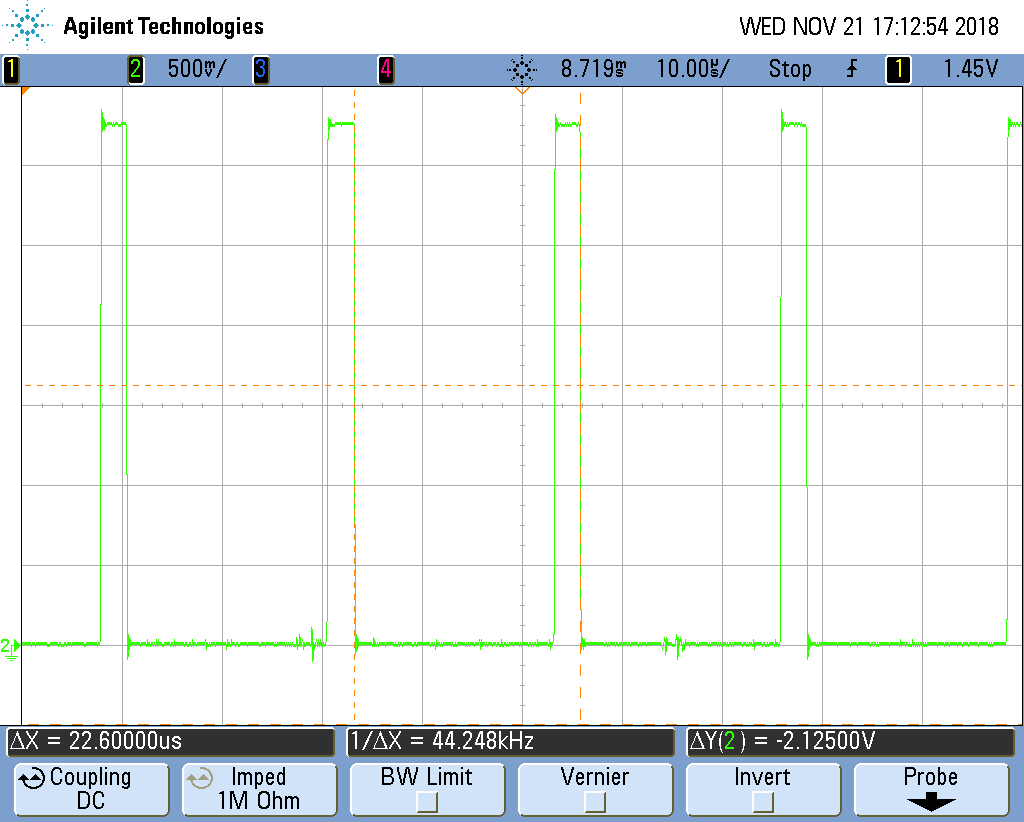 Agilent Technologies WED NOV 21 17:12:54 2018
1 2 500mV/ 3 4 8.719ms 10.00us/ Stop 1 1.45V
2
ΔX = 22.60000us 1/ΔX = 44.248kHz ΔY(2) = -2.12500V
Coupling Imped BW Limit Vernier Invert Probe
DC 1M Ohm